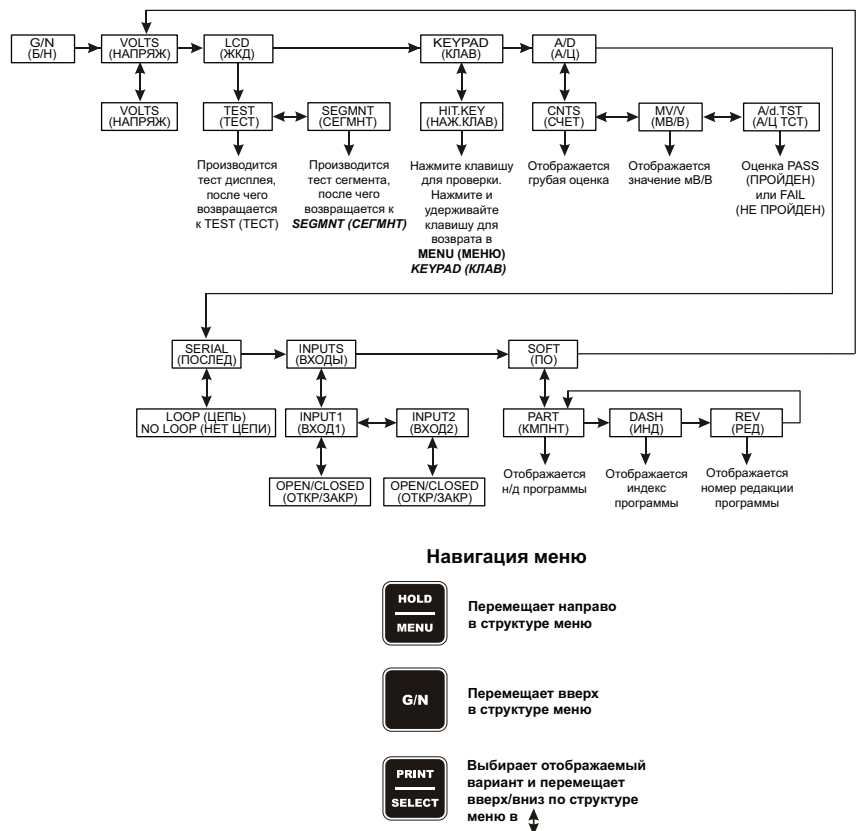 G/N
(Б/Н)
VOLTS
(НАПРЯЖ)
LCD
(ЖКД)
KEYPAD
(КЛАВ)
A/D
(А/Ц)
VOLTS
(НАПРЯЖ)
TEST
(ТЕСТ)
SEGMNT
(СЕГМНТ)
HIT.KEY
(НАЖ.КЛАВ)
CNTS
(СЧЕТ)
MV/V
(МВ/В)
A/d.TST
(А/Ц ТСТ)
Производится
тест дисплея,
после чего
возвращается
к TEST (ТЕСТ)
Производится
тест сегмента,
после чего
возвращается к
SEGMNT (СЕГМНТ)
Нажмите клавишу
для проверки.
Нажмите и
удерживайте
клавишу для
возврата в
MENU (МЕНЮ)
KEYPAD (КЛАВ)
Отображается
грубая оценка
Отображается
значение мВ/В
Оценка PASS
(ПРОЙДЕН)
или FAIL
(НЕ ПРОЙДЕН)
SERIAL
(ПОСЛЕД)
INPUTS
(ВХОДЫ)
SOFT
(ПО)
LOOP (ЦЕПЬ)
NO LOOP (НЕТ ЦЕПИ)
INPUT1
(ВХОД1)
INPUT2
(ВХОД2)
PART
(КМПНТ)
DASH
(ИНД)
REV
(РЕД)
OPEN/CLOSED
(ОТКР/ЗАКР)
OPEN/CLOSED
(ОТКР/ЗАКР)
Отображается
н/д программы
Отображается
индекс
программы
Отображается
номер редакции
программы
Навигация меню
HOLD
MENU
Перемещает направо
в структуре меню
G/N
Перемещает вверх
в структуре меню
PRINT
SELECT
Выбирает отображаемый
вариант и перемещает
вверх/вниз по структуре
меню в